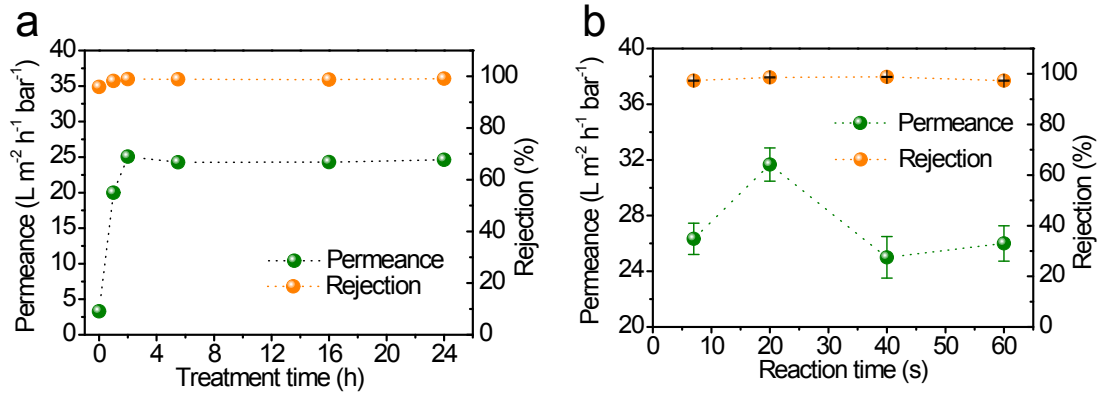 a
Permeance (L m⁻² h⁻¹ bar⁻¹)
40
35
30
25
20
15
10
5
0
0 4 8 12 16 20 24
Treatment time (h)
100
80
60
40
20
0
Rejection (%)
Permeance
Rejection
b
Permeance (L m⁻² h⁻¹ bar⁻¹)
40
38
36
32
28
26
24
20
0 10 20 30 40 50 60
Reaction time (s)
100
80
60
40
20
0
Rejection (%)
Permeance
Rejection